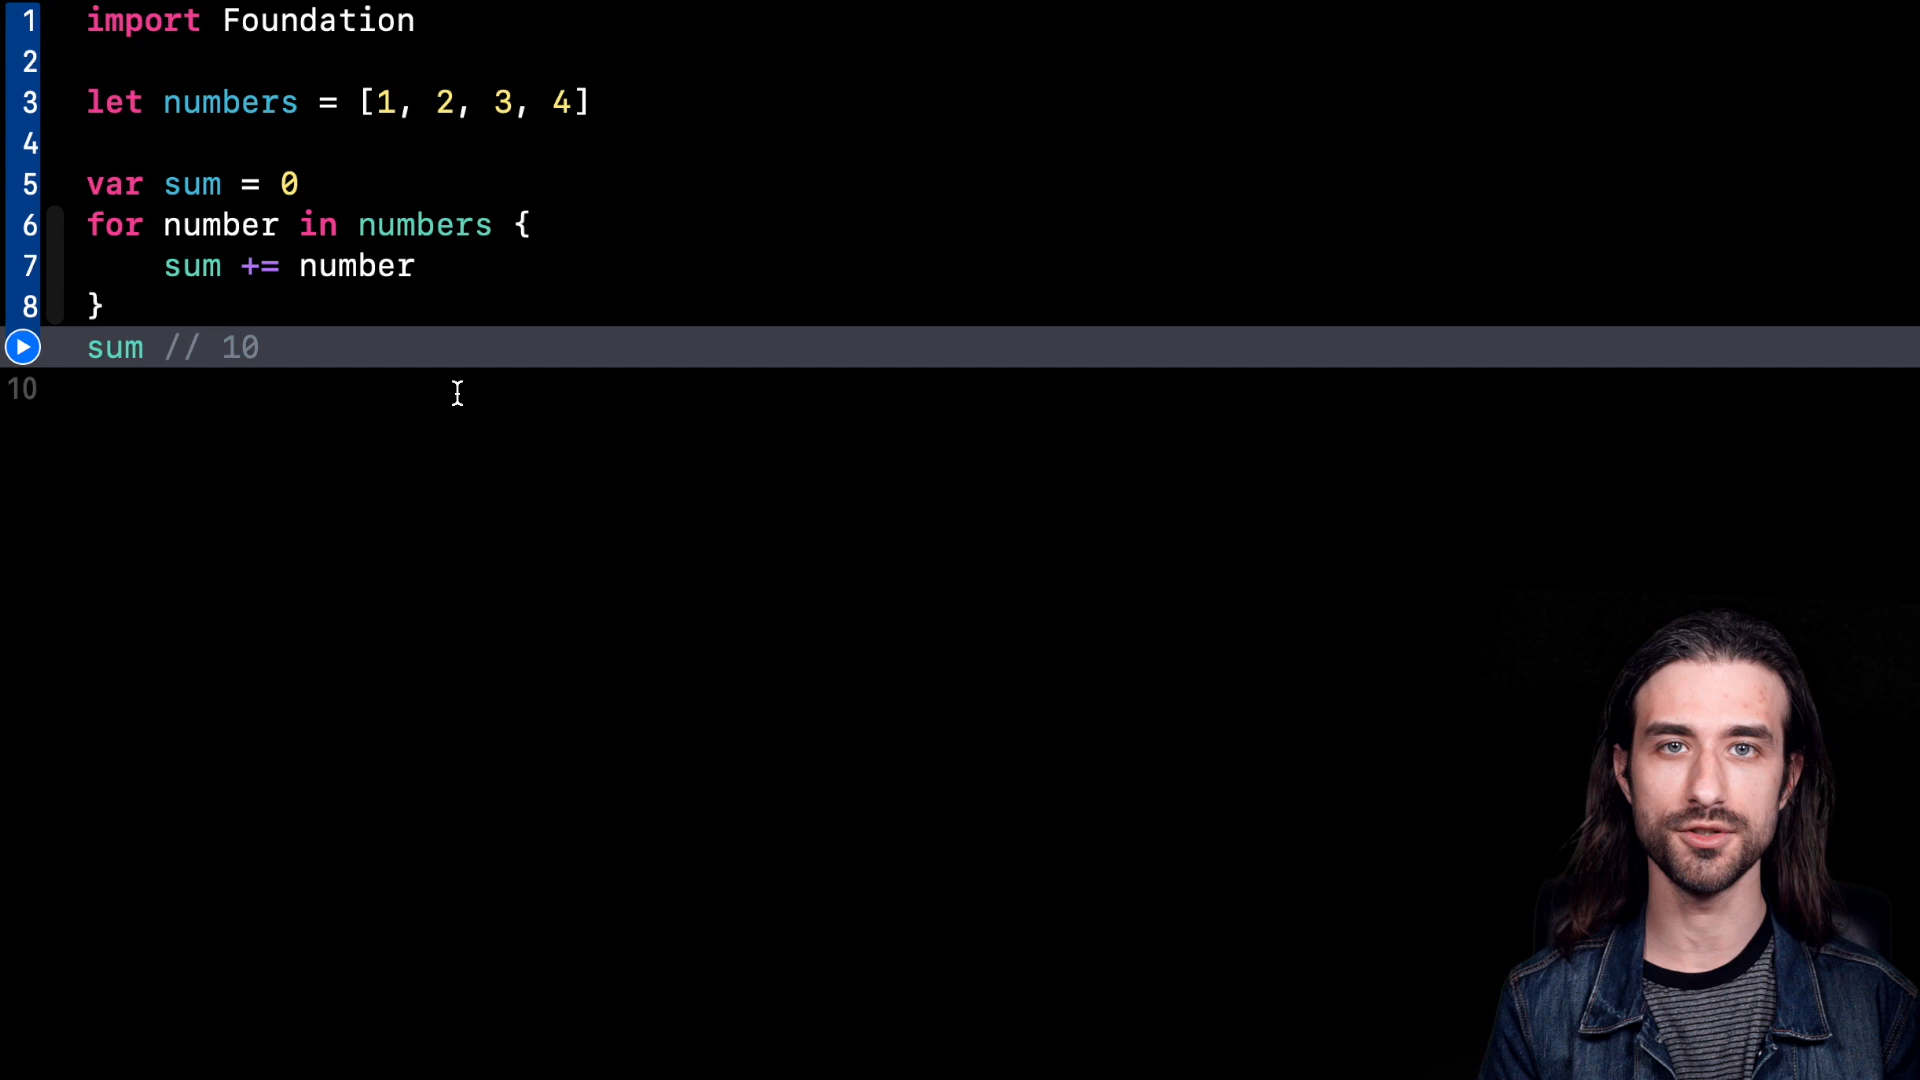 1 import Foundation
2
3 let numbers = [1, 2, 3, 4]
4
5 var sum = 0
6 for number in numbers {
7     sum += number
8 }
sum // 10
10